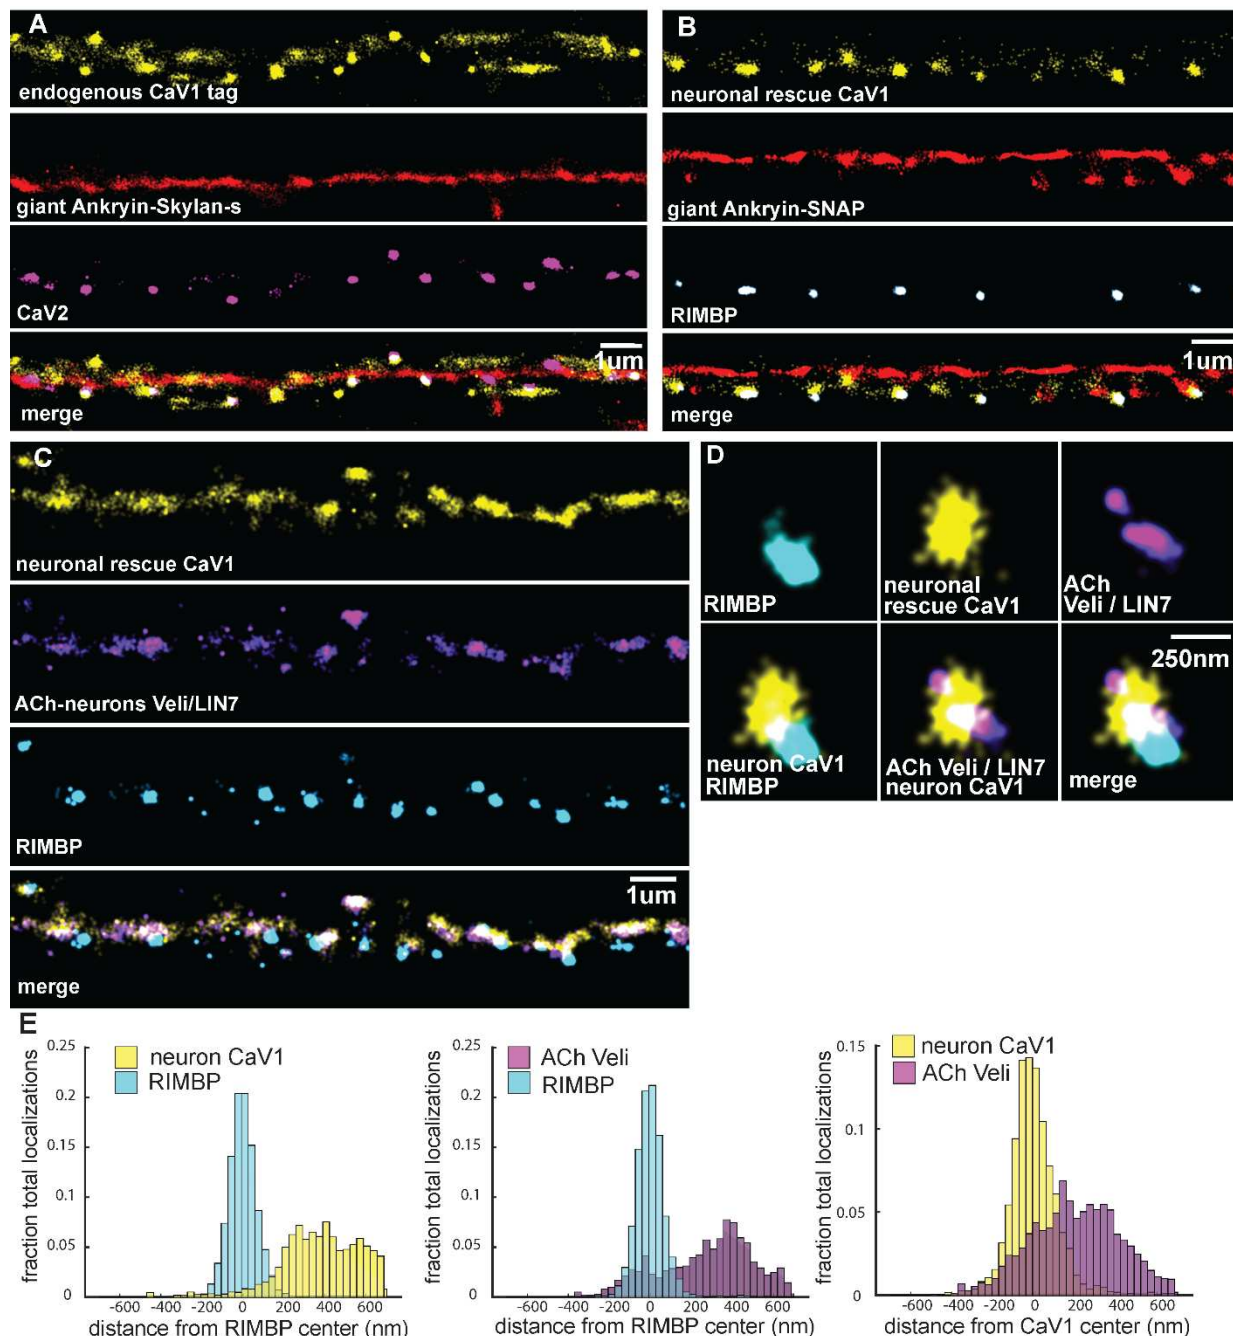 A
endogenous CaV1 tag
giant Ankryin-Skylan-s
CaV2
1um
merge
B
neuronal rescue CaV1
giant Ankryin-SNAP
RIMBP
1um
merge
C
neuronal rescue CaV1
ACh-neurons Veli/LIN7
RIMBP
1um
merge
D
RIMBP
neuronal
rescue CaV1
ACh
Veli / LIN7
250nm
neuron CaV1
RIMBP
ACh Veli / LIN7
neuron CaV1
merge
E
neuron CaV1
RIMBP
fraction total localizations
0.25
0.2
0.15
0.1
0.05
0
-600 -400 -200 0 200 400 600
distance from RIMBP center (nm)
ACh Veli
RIMBP
fraction total localizations
0.25
0.2
0.15
0.1
0.05
0
-600 -400 -200 0 200 400 600
distance from RIMBP center (nm)
neuron CaV1
ACh Veli
fraction total localizations
0.15
0.1
0.05
0
-600 -400 -200 0 200 400 600
distance from CaV1 center (nm)